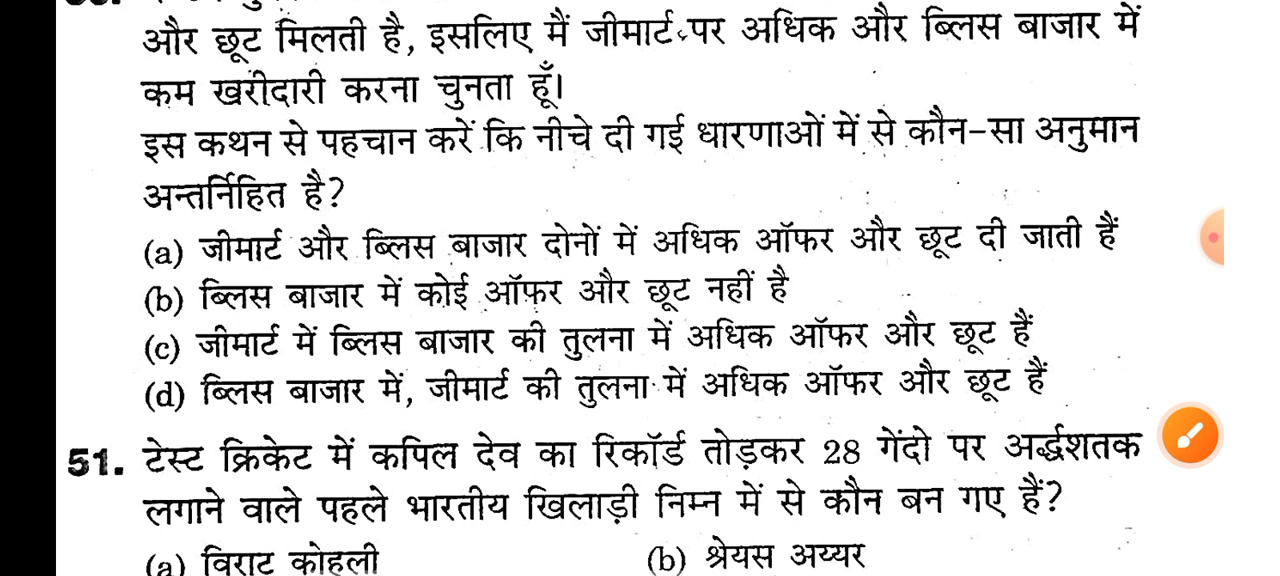 और छूट मिलती है, इसलिए मैं जीमार्ट पर अधिक और ब्लिस बाजार में
कम खरीदारी करना चुनता हूँ।
इस कथन से पहचान करें कि नीचे दी गई धारणाओं में से कौन-सा अनुमान
अन्तर्निहित है?
(a) जीमार्ट और ब्लिस बाजार दोनों में अधिक ऑफर और छूट दी जाती हैं
(b) ब्लिस बाजार में कोई ऑफर और छूट नहीं है
(c) जीमार्ट में ब्लिस बाजार की तुलना में अधिक ऑफर और छूट हैं
(d) ब्लिस बाजार में, जीमार्ट की तुलना में अधिक ऑफर और छूट हैं
51. टेस्ट क्रिकेट में कपिल देव का रिकॉर्ड तोड़कर 28 गेंदो पर अर्द्धशतक
लगाने वाले पहले भारतीय खिलाड़ी निम्न में से कौन बन गए हैं?
(a) विराट कोहली (b) श्रेयस अय्यर